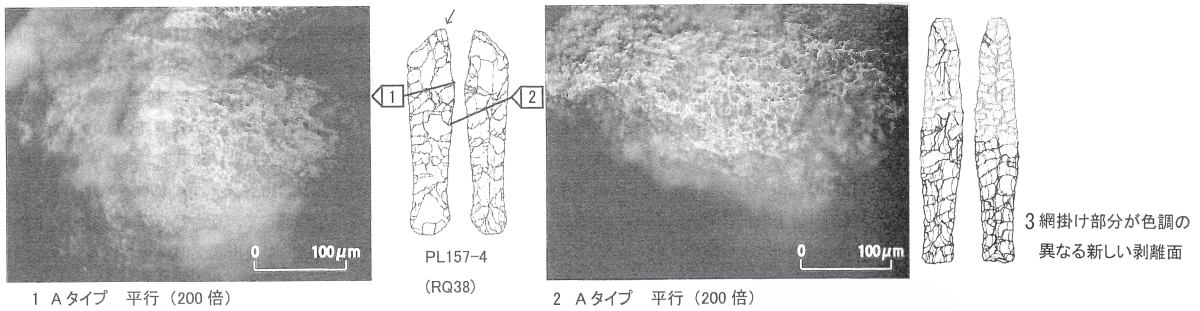 0 100μm
1 Aタイプ 平行（200倍）
1
2
PL157-4
（RQ38）
0 100μm
2 Aタイプ 平行（200倍）
3 網掛け部分が色調の
異なる新しい剥離面